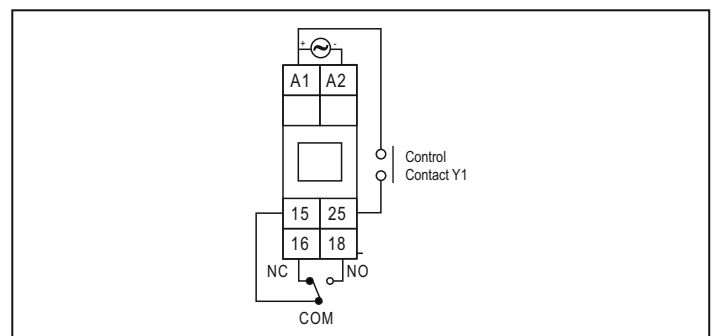 + -
A1 A2
Control
Contact Y1
15 25
16 18
NC NO
COM